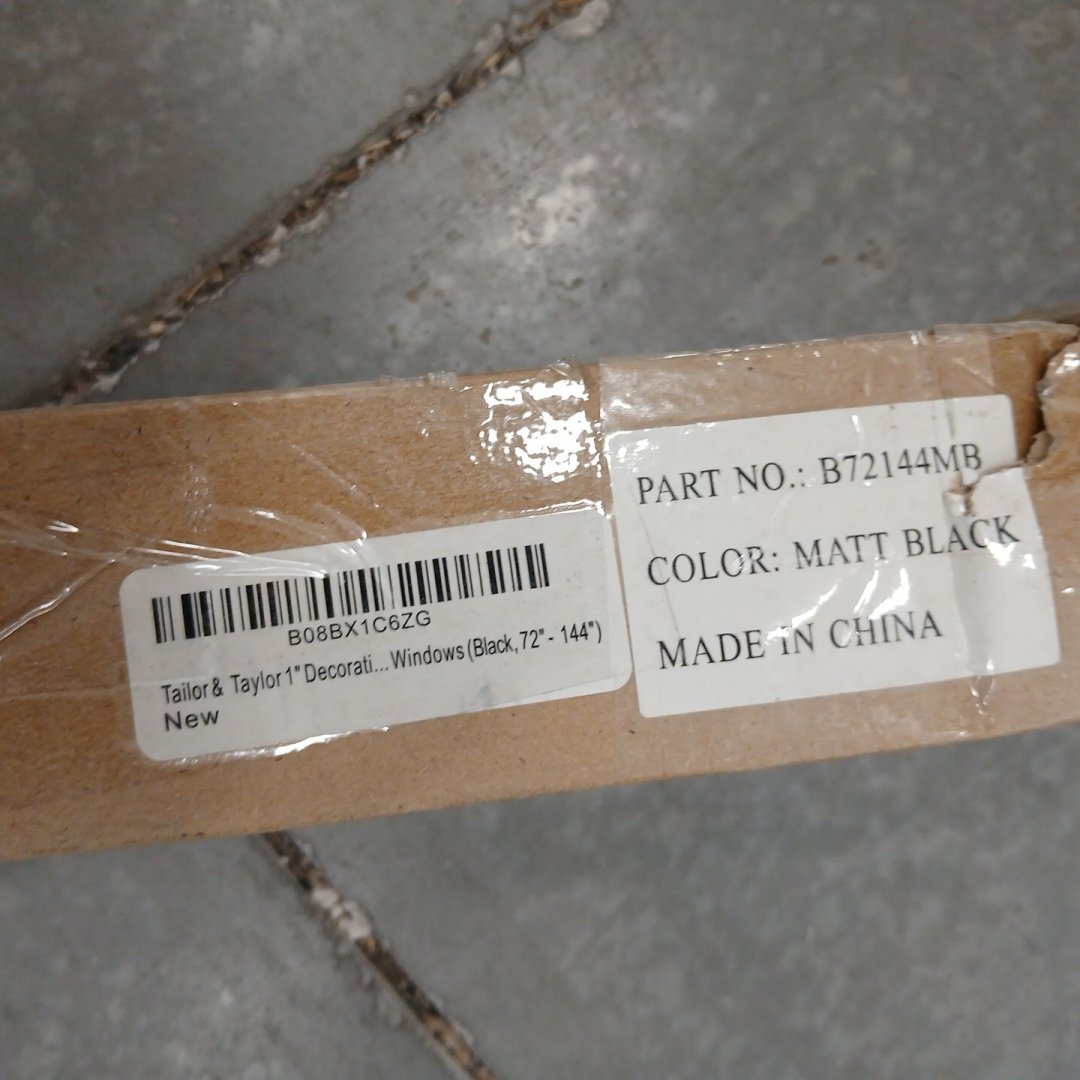 B08BX1C6ZG
Tailor & Taylor 1" Decorati... Windows (Black, 72" - 144")
New
PART NO.: B72144MB
COLOR: MATT BLACK
MADE IN CHINA